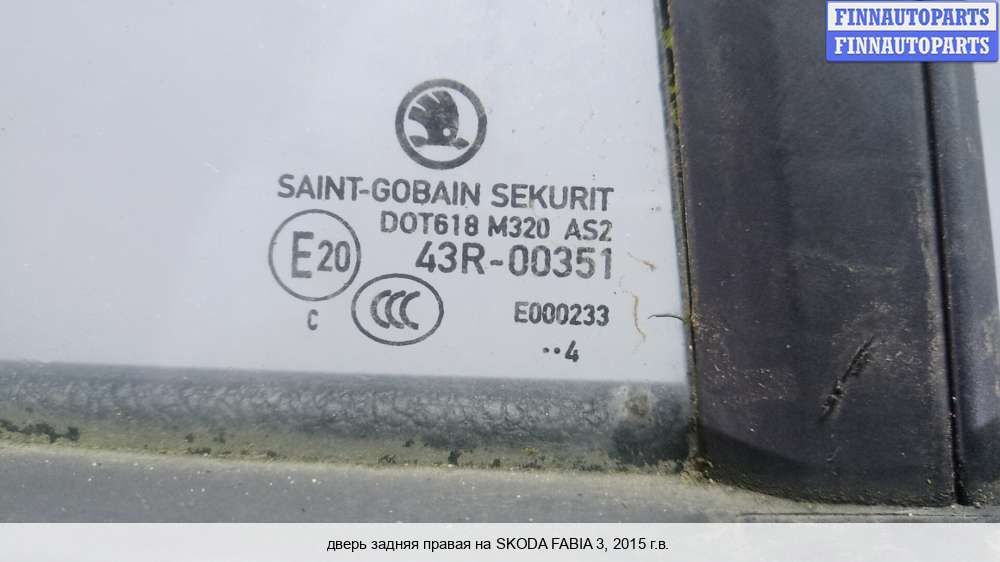 FINNAUTOPARTS
FINNAUTOPARTS
SAINT-GOBAIN SEKURIT
DOT618 M320 AS2
E20 43R-00351
C CCC E000233
··4
дверь задняя правая на SKODA FABIA 3, 2015 г.в.